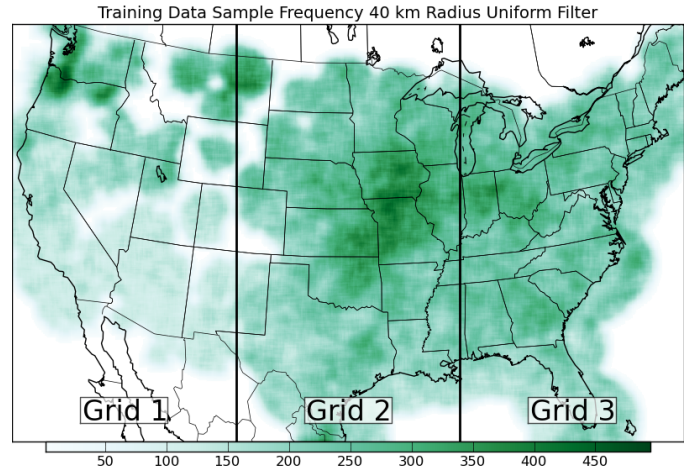 Training Data Sample Frequency 40 km Radius Uniform Filter
Grid 1 Grid 2 Grid 3
50 100 150 200 250 300 350 400 450